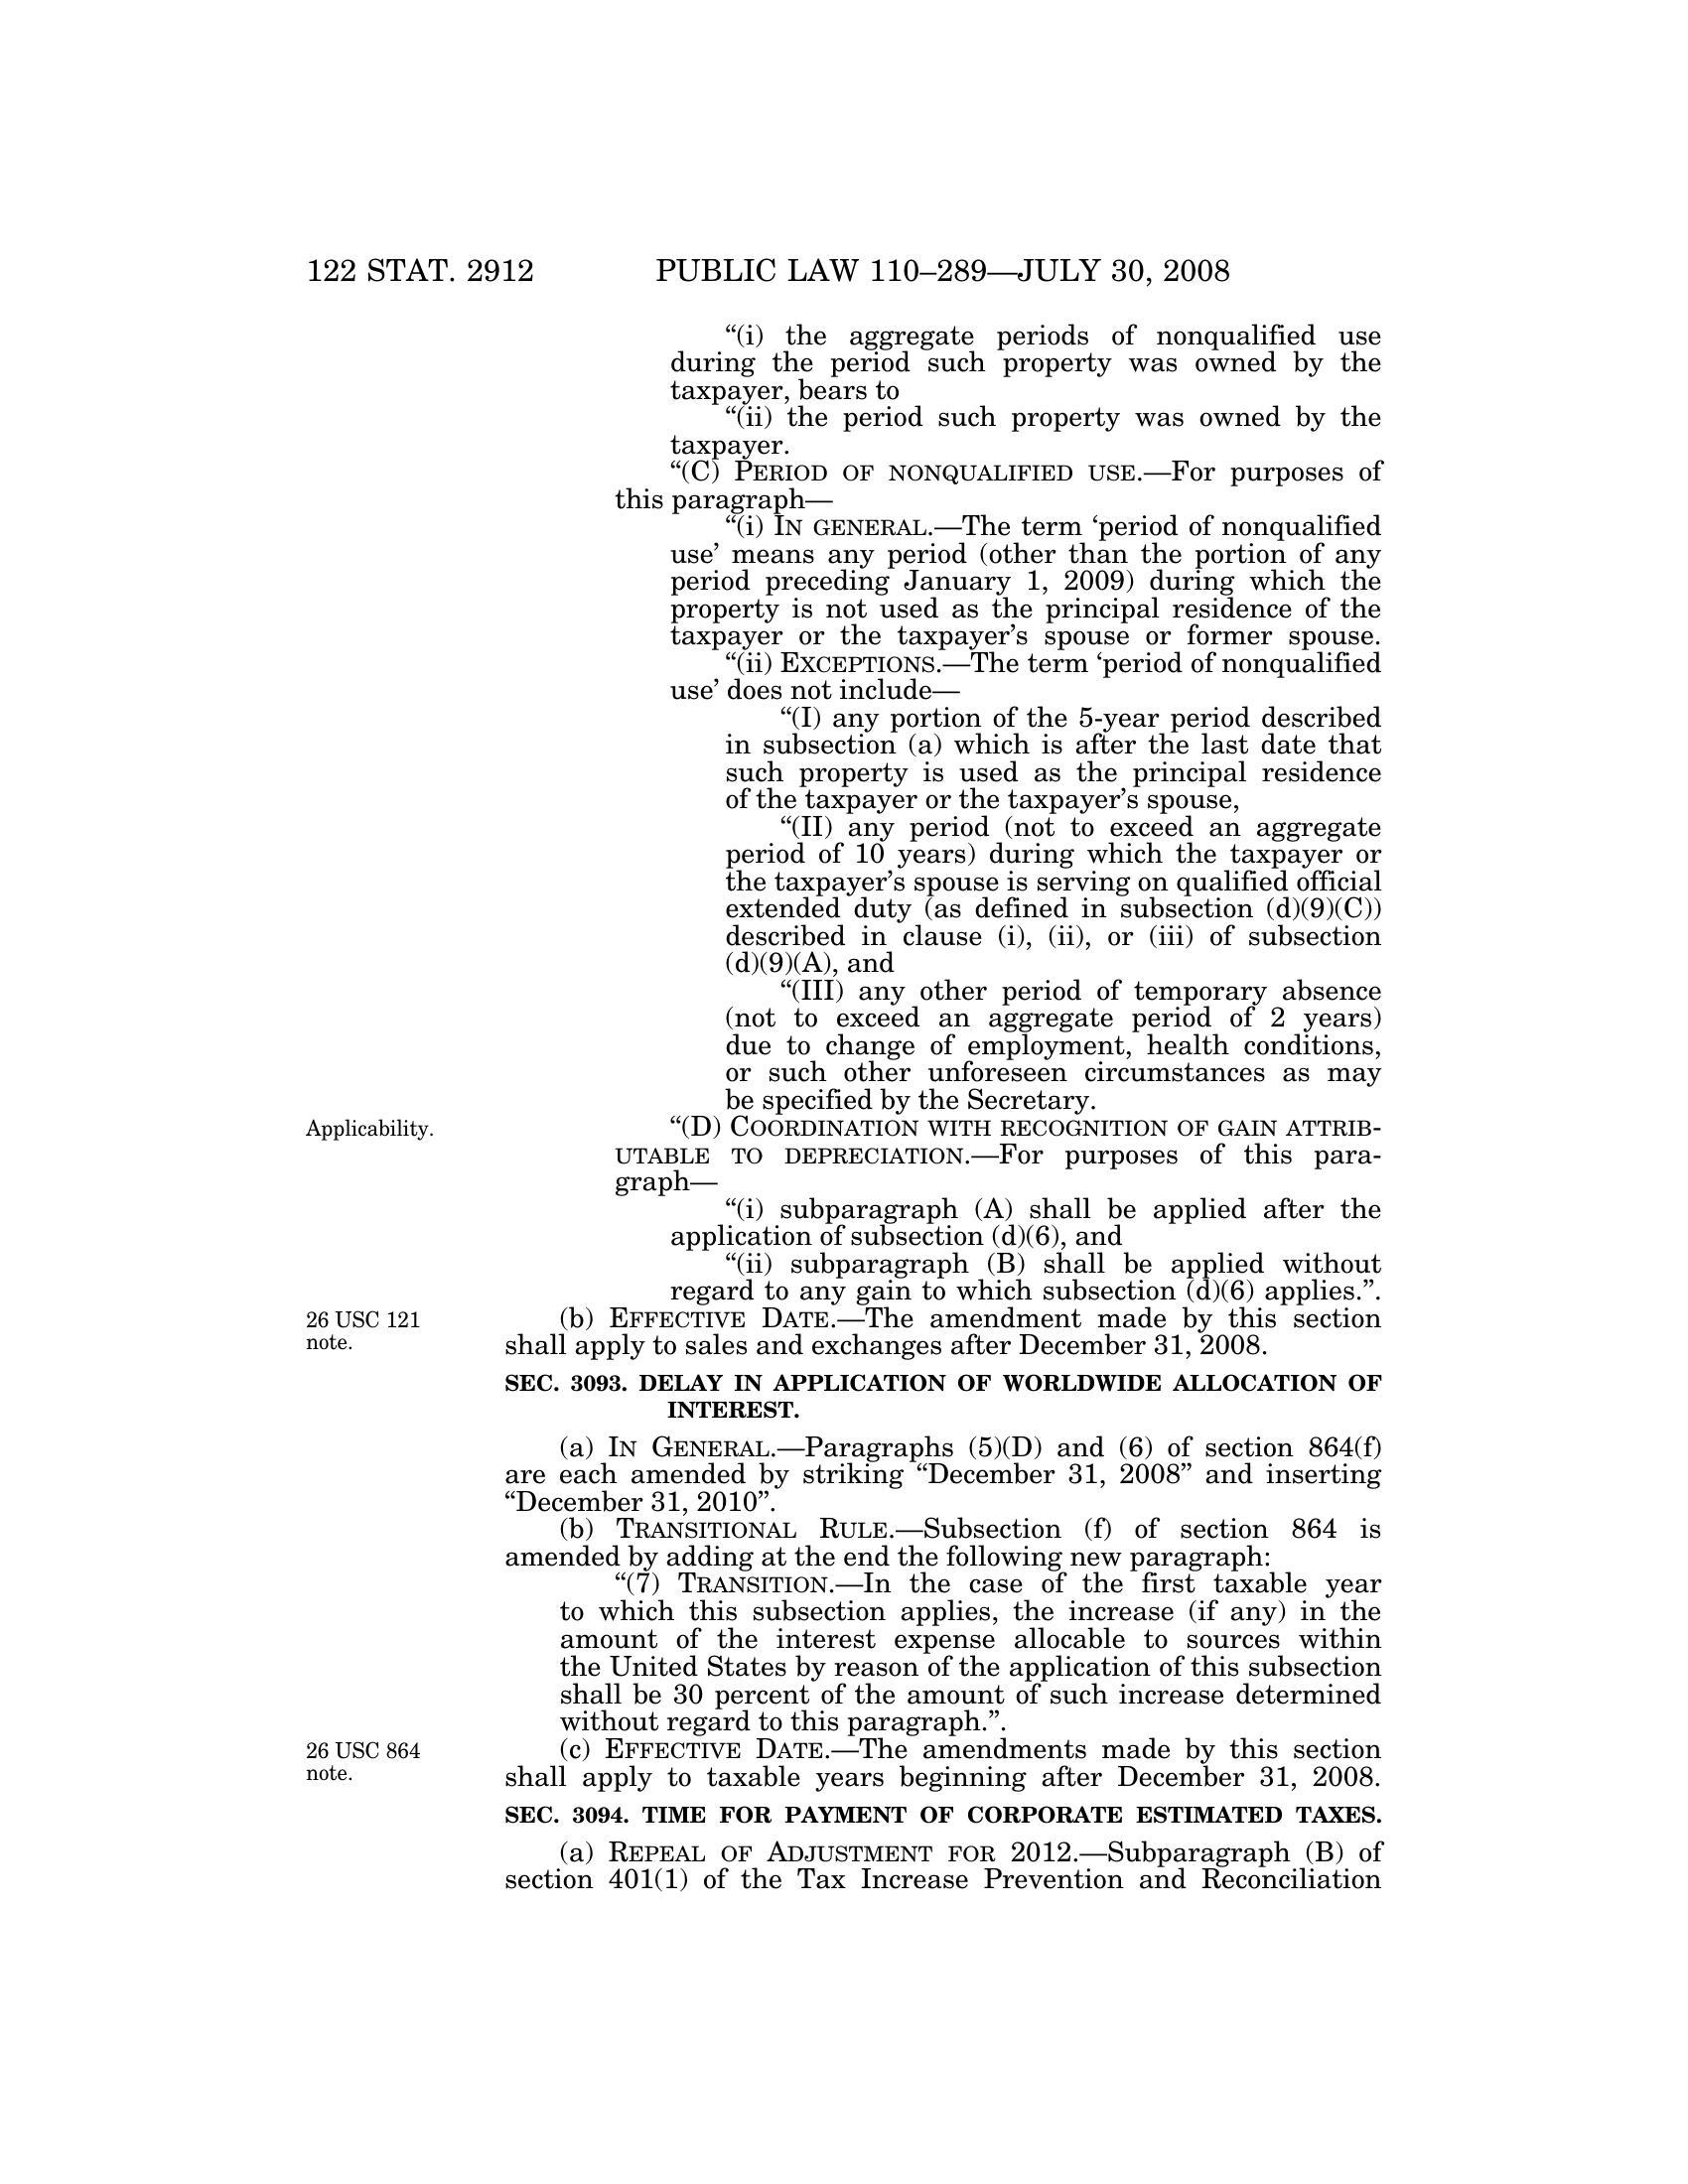 122 STAT. 2912 PUBLIC LAW 110–289—JULY 30, 2008
“(i) the aggregate periods of nonqualified use
during the period such property was owned by the
taxpayer, bears to
“(ii) the period such property was owned by the
taxpayer.
“(C) PERIOD OF NONQUALIFIED USE.—For purposes of
this paragraph—
“(i) IN GENERAL.—The term ‘period of nonqualified
use’ means any period (other than the portion of any
period preceding January 1, 2009) during which the
property is not used as the principal residence of the
taxpayer or the taxpayer’s spouse or former spouse.
“(ii) EXCEPTIONS.—The term ‘period of nonqualified
use’ does not include—
“(I) any portion of the 5-year period described
in subsection (a) which is after the last date that
such property is used as the principal residence
of the taxpayer or the taxpayer’s spouse,
“(II) any period (not to exceed an aggregate
period of 10 years) during which the taxpayer or
the taxpayer’s spouse is serving on qualified official
extended duty (as defined in subsection (d)(9)(C))
described in clause (i), (ii), or (iii) of subsection
(d)(9)(A), and
“(III) any other period of temporary absence
(not to exceed an aggregate period of 2 years)
due to change of employment, health conditions,
or such other unforeseen circumstances as may
be specified by the Secretary.
Applicability.
“(D) COORDINATION WITH RECOGNITION OF GAIN ATTRIB-
UTABLE TO DEPRECIATION.—For purposes of this para-
graph—
“(i) subparagraph (A) shall be applied after the
application of subsection (d)(6), and
“(ii) subparagraph (B) shall be applied without
regard to any gain to which subsection (d)(6) applies.”.
26 USC 121
note.
(b) EFFECTIVE DATE.—The amendment made by this section
shall apply to sales and exchanges after December 31, 2008.
SEC. 3093. DELAY IN APPLICATION OF WORLDWIDE ALLOCATION OF
INTEREST.
(a) IN GENERAL.—Paragraphs (5)(D) and (6) of section 864(f)
are each amended by striking “December 31, 2008” and inserting
“December 31, 2010”.
(b) TRANSITIONAL RULE.—Subsection (f) of section 864 is
amended by adding at the end the following new paragraph:
“(7) TRANSITION.—In the case of the first taxable year
to which this subsection applies, the increase (if any) in the
amount of the interest expense allocable to sources within
the United States by reason of the application of this subsection
shall be 30 percent of the amount of such increase determined
without regard to this paragraph.”.
26 USC 864
note.
(c) EFFECTIVE DATE.—The amendments made by this section
shall apply to taxable years beginning after December 31, 2008.
SEC. 3094. TIME FOR PAYMENT OF CORPORATE ESTIMATED TAXES.
(a) REPEAL OF ADJUSTMENT FOR 2012.—Subparagraph (B) of
section 401(1) of the Tax Increase Prevention and Reconciliation